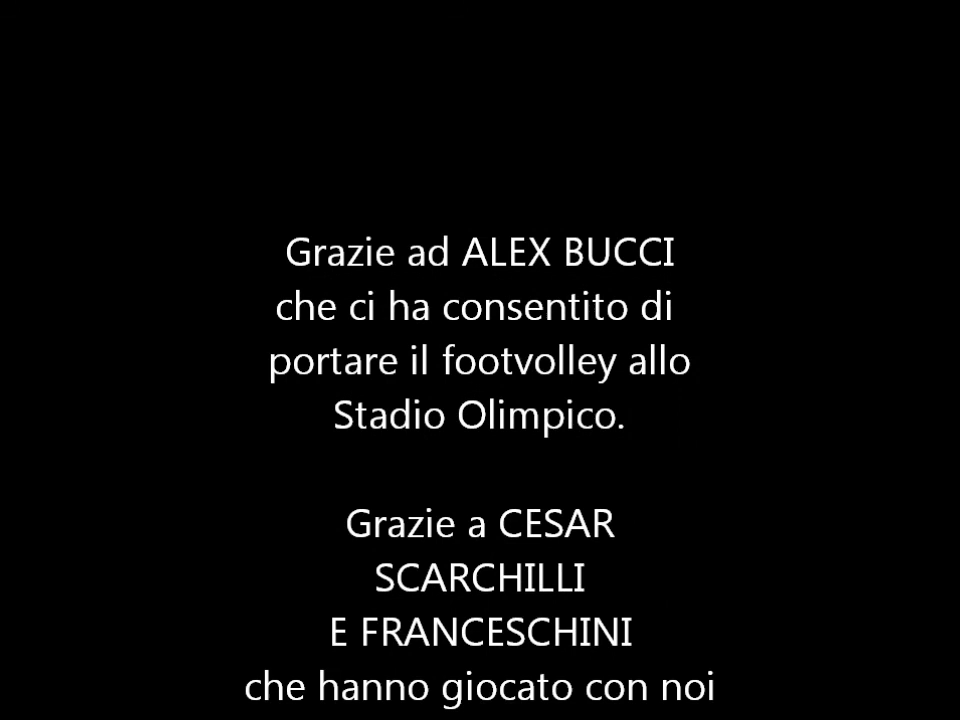 Grazie ad ALEX BUCCI
che ci ha consentito di
portare il footvolley allo
Stadio Olimpico.
Grazie a CESAR
SCARCHILLI
E FRANCESCHINI
che hanno giocato con noi